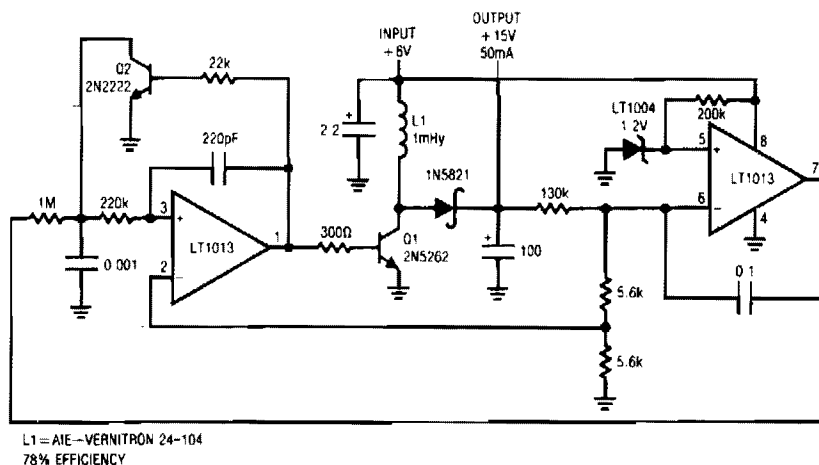 INPUT
+6V
OUTPUT
+15V
50mA
Q2
2N2222
22k
220pF
2.2
L1
1mHy
1N5821
LT1004
1.2V
200k
5
+
8
LT1013
7
6
−
4
1M
220k
3
+
LT1013
1
2
−
0.001
300Ω
Q1
2N5262
+
100
130k
5.6k
5.6k
0.1
L1=AIE–VERNITRON 24-104
78% EFFICIENCY